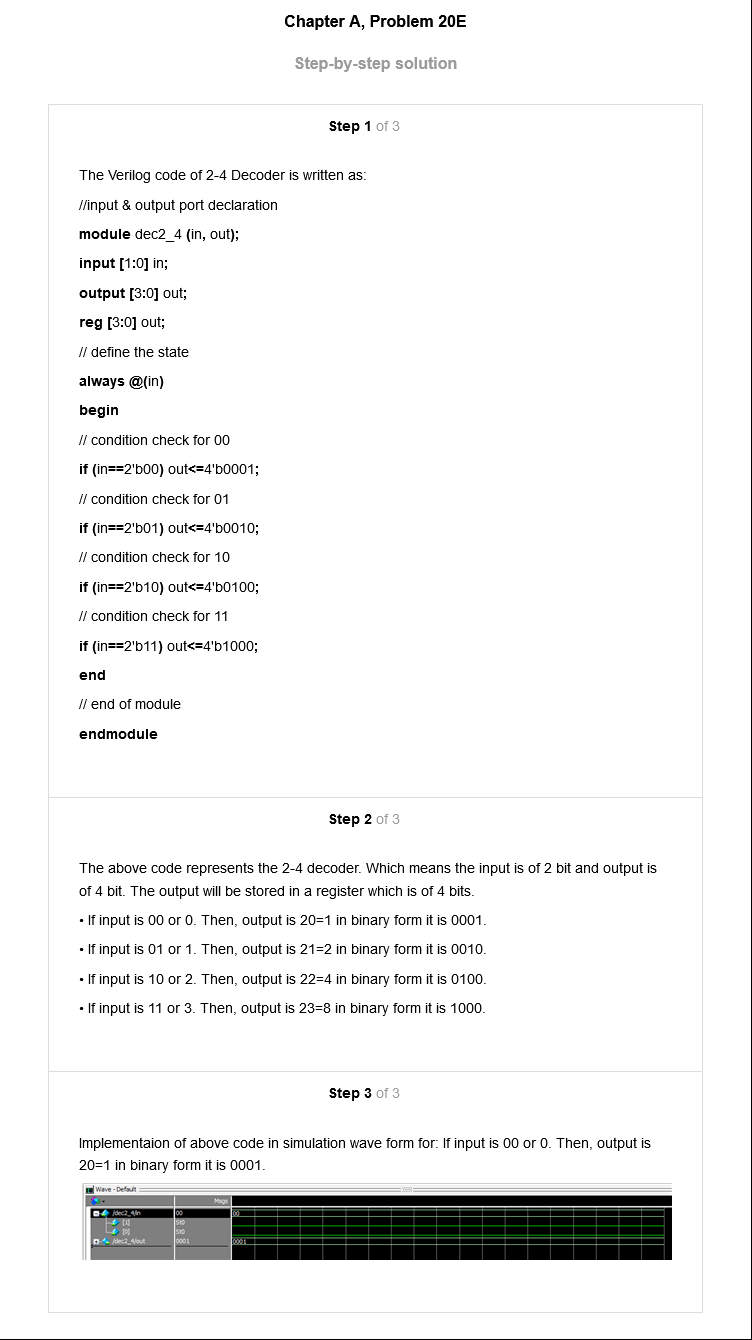 Chapter A, Problem 20E
Step-by-step solution
Step 1 of 3
The Verilog code of 2-4 Decoder is written as:
//input & output port declaration
module dec2_4 (in, out);
input [1:0] in;
output [3:0] out;
reg [3:0] out;
// define the state
always @(in)
begin
// condition check for 00
if (in==2'b00) out<=4'b0001;
// condition check for 01
if (in==2'b01) out<=4'b0010;
// condition check for 10
if (in==2'b10) out<=4'b0100;
// condition check for 11
if (in==2'b11) out<=4'b1000;
end
// end of module
endmodule
Step 2 of 3
The above code represents the 2-4 decoder. Which means the input is of 2 bit and output is
of 4 bit. The output will be stored in a register which is of 4 bits.
• If input is 00 or 0. Then, output is 20=1 in binary form it is 0001.
• If input is 01 or 1. Then, output is 21=2 in binary form it is 0010.
• If input is 10 or 2. Then, output is 22=4 in binary form it is 0100.
• If input is 11 or 3. Then, output is 23=8 in binary form it is 1000.
Step 3 of 3
Implementaion of above code in simulation wave form for: If input is 00 or 0. Then, output is
20=1 in binary form it is 0001.
Wave - Default
Msgs
/dec2_4/in 00 00
[1] St0
[0] St0
/dec2_4/out 0001 0001